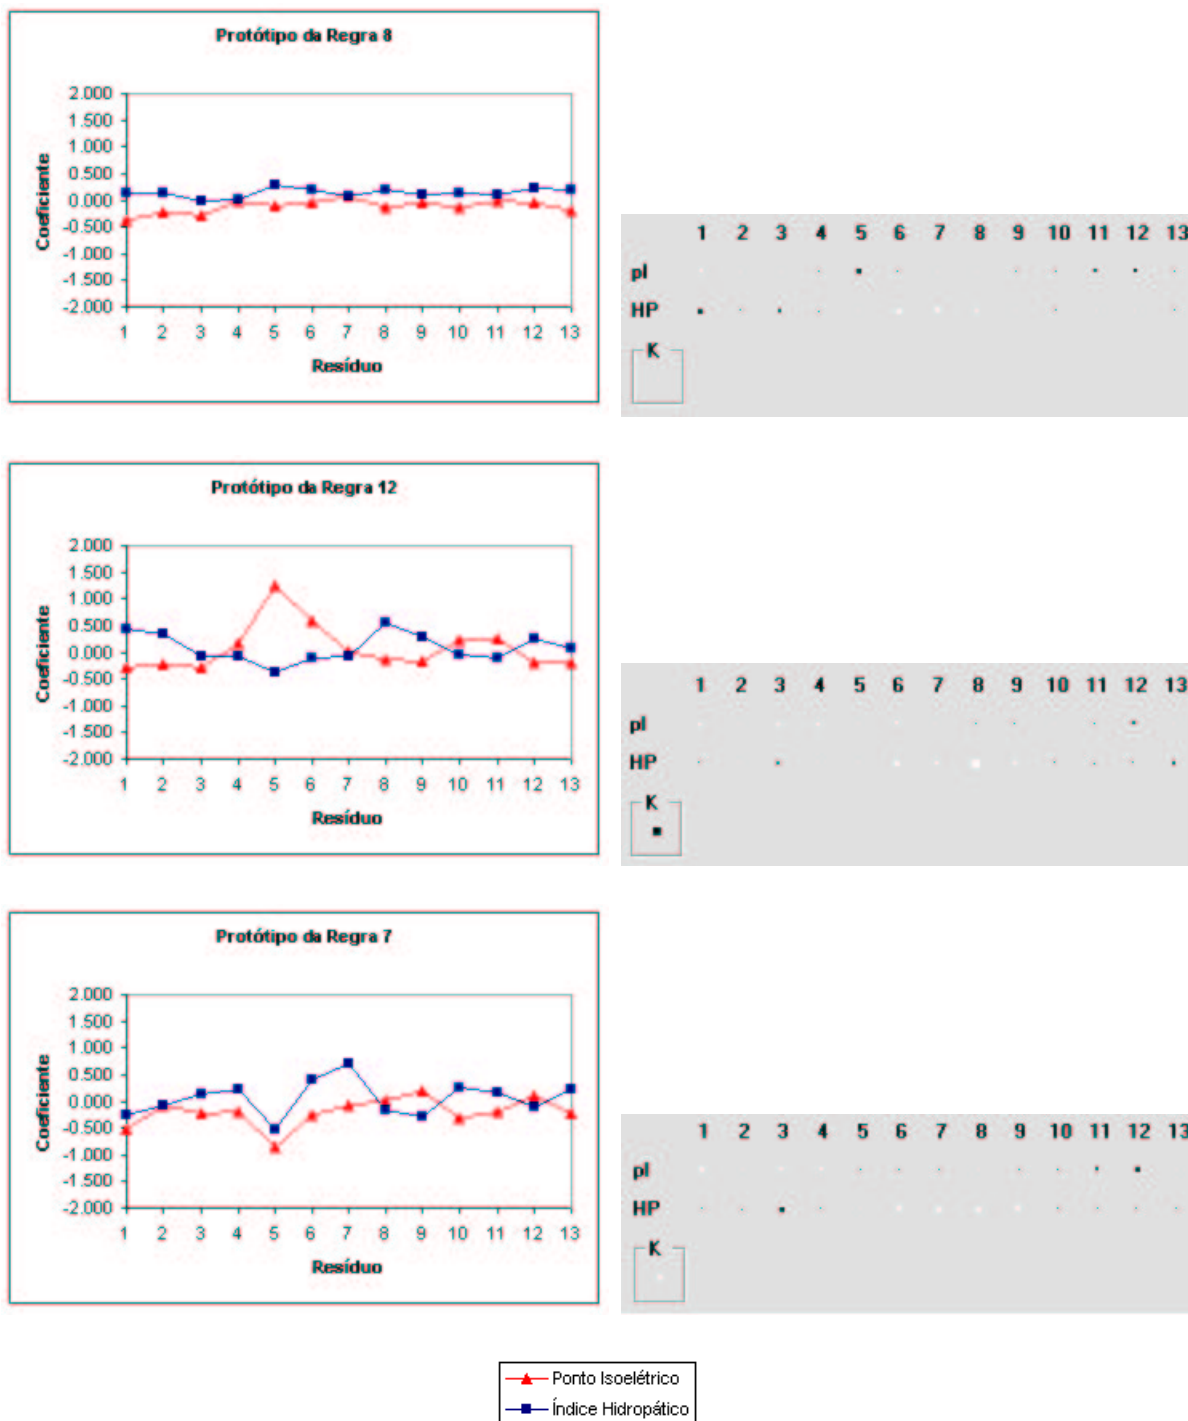 Protótipo da Regra 8
2.000
1.500
1.000
0.500
0.000
-0.500
-1.000
-1.500
-2.000
Coeficiente
1 2 3 4 5 6 7 8 9 10 11 12 13
Resíduo
1 2 3 4 5 6 7 8 9 10 11 12 13
pI
HP
K
Protótipo da Regra 12
2.000
1.500
1.000
0.500
0.000
-0.500
-1.000
-1.500
-2.000
Coeficiente
1 2 3 4 5 6 7 8 9 10 11 12 13
Resíduo
1 2 3 4 5 6 7 8 9 10 11 12 13
pI
HP
K
Protótipo da Regra 7
2.000
1.500
1.000
0.500
0.000
-0.500
-1.000
-1.500
-2.000
Coeficiente
1 2 3 4 5 6 7 8 9 10 11 12 13
Resíduo
1 2 3 4 5 6 7 8 9 10 11 12 13
pI
HP
K
Ponto Isoelétrico
Índice Hidropático